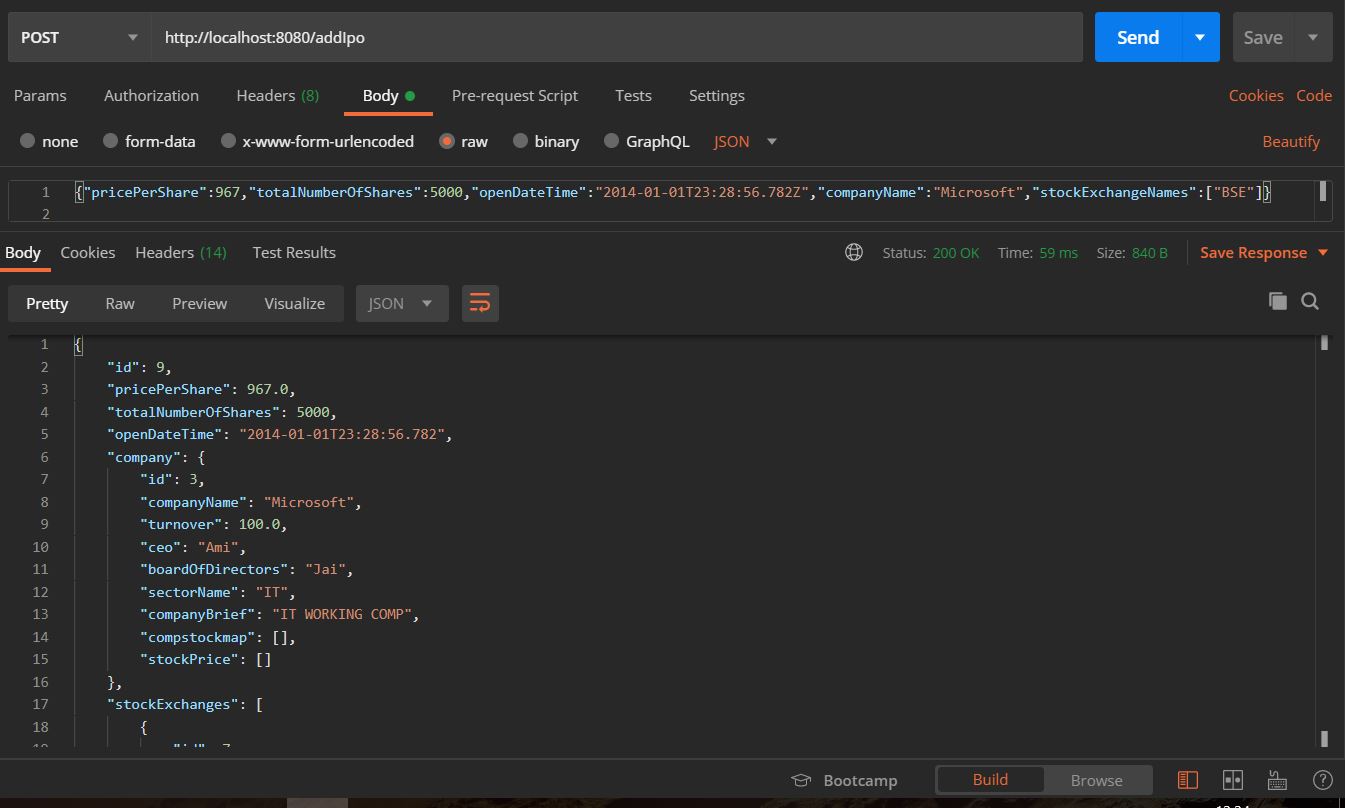 POST http://localhost:8080/addIpo Send Save
Params Authorization Headers (8) Body Pre-request Script Tests Settings Cookies Code
none form-data x-www-form-urlencoded raw binary GraphQL JSON Beautify
1 {"pricePerShare":967,"totalNumberOfShares":5000,"openDateTime":"2014-01-01T23:28:56.782Z","companyName":"Microsoft","stockExchangeNames":["BSE"]}
2
Body Cookies Headers (14) Test Results Status: 200 OK Time: 59 ms Size: 840 B Save Response
Pretty Raw Preview Visualize JSON
1 {
2 "id": 9,
3 "pricePerShare": 967.0,
4 "totalNumberOfShares": 5000,
5 "openDateTime": "2014-01-01T23:28:56.782",
6 "company": {
7 "id": 3,
8 "companyName": "Microsoft",
9 "turnover": 100.0,
10 "ceo": "Ami",
11 "boardOfDirectors": "Jai",
12 "sectorName": "IT",
13 "companyBrief": "IT WORKING COMP",
14 "compstockmap": [],
15 "stockPrice": []
16 },
17 "stockExchanges": [
18 {
Bootcamp Build Browse